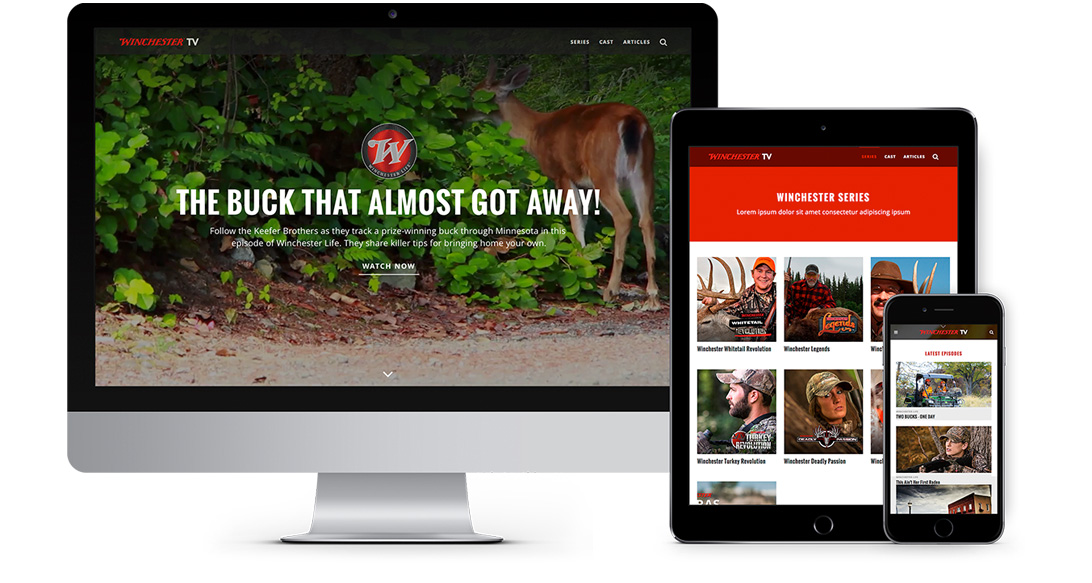 WINCHESTER TV
SERIES CAST ARTICLES
W
WINCHESTER LIFE
THE BUCK THAT ALMOST GOT AWAY!
Follow the Keefer Brothers as they track a prize-winning buck through Minnesota in this
episode of Winchester Life. They share killer tips for bringing home your own.
WATCH NOW
WINCHESTER TV
SERIES CAST ARTICLES
WINCHESTER SERIES
Lorem ipsum dolor sit amet consectetur adipiscing ipsum
WHITETAIL
REVOLUTION
Legends
Winchester Whitetail Revolution
Winchester Legends
TURKEY
REVOLUTION
DEADLY PASSION
Winchester Turkey Revolution
Winchester Deadly Passion
WINCHESTER TV
LATEST EPISODES
WINCHESTER LIFE
TWO BUCKS - ONE DAY
This Ain't Her First Rodeo